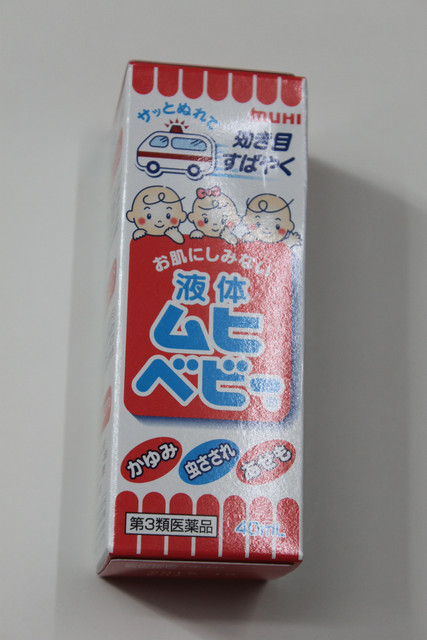 MUHI
サッとぬれて
効き目
すばやく
お肌にしみない
液体
ムヒ
ベビー
かゆみ
虫さされ
あせも
第3類医薬品
40mL